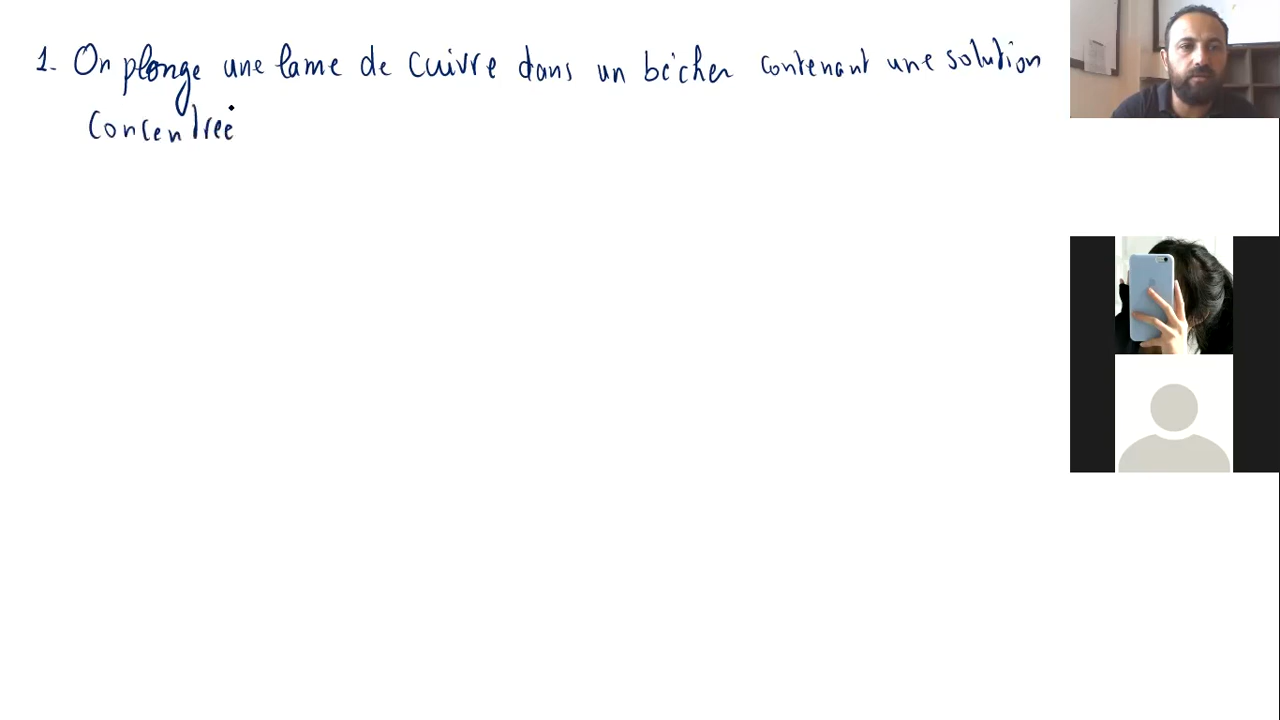 1. On plonge une lame de cuivre dans un bécher contenant une solution
concentrée